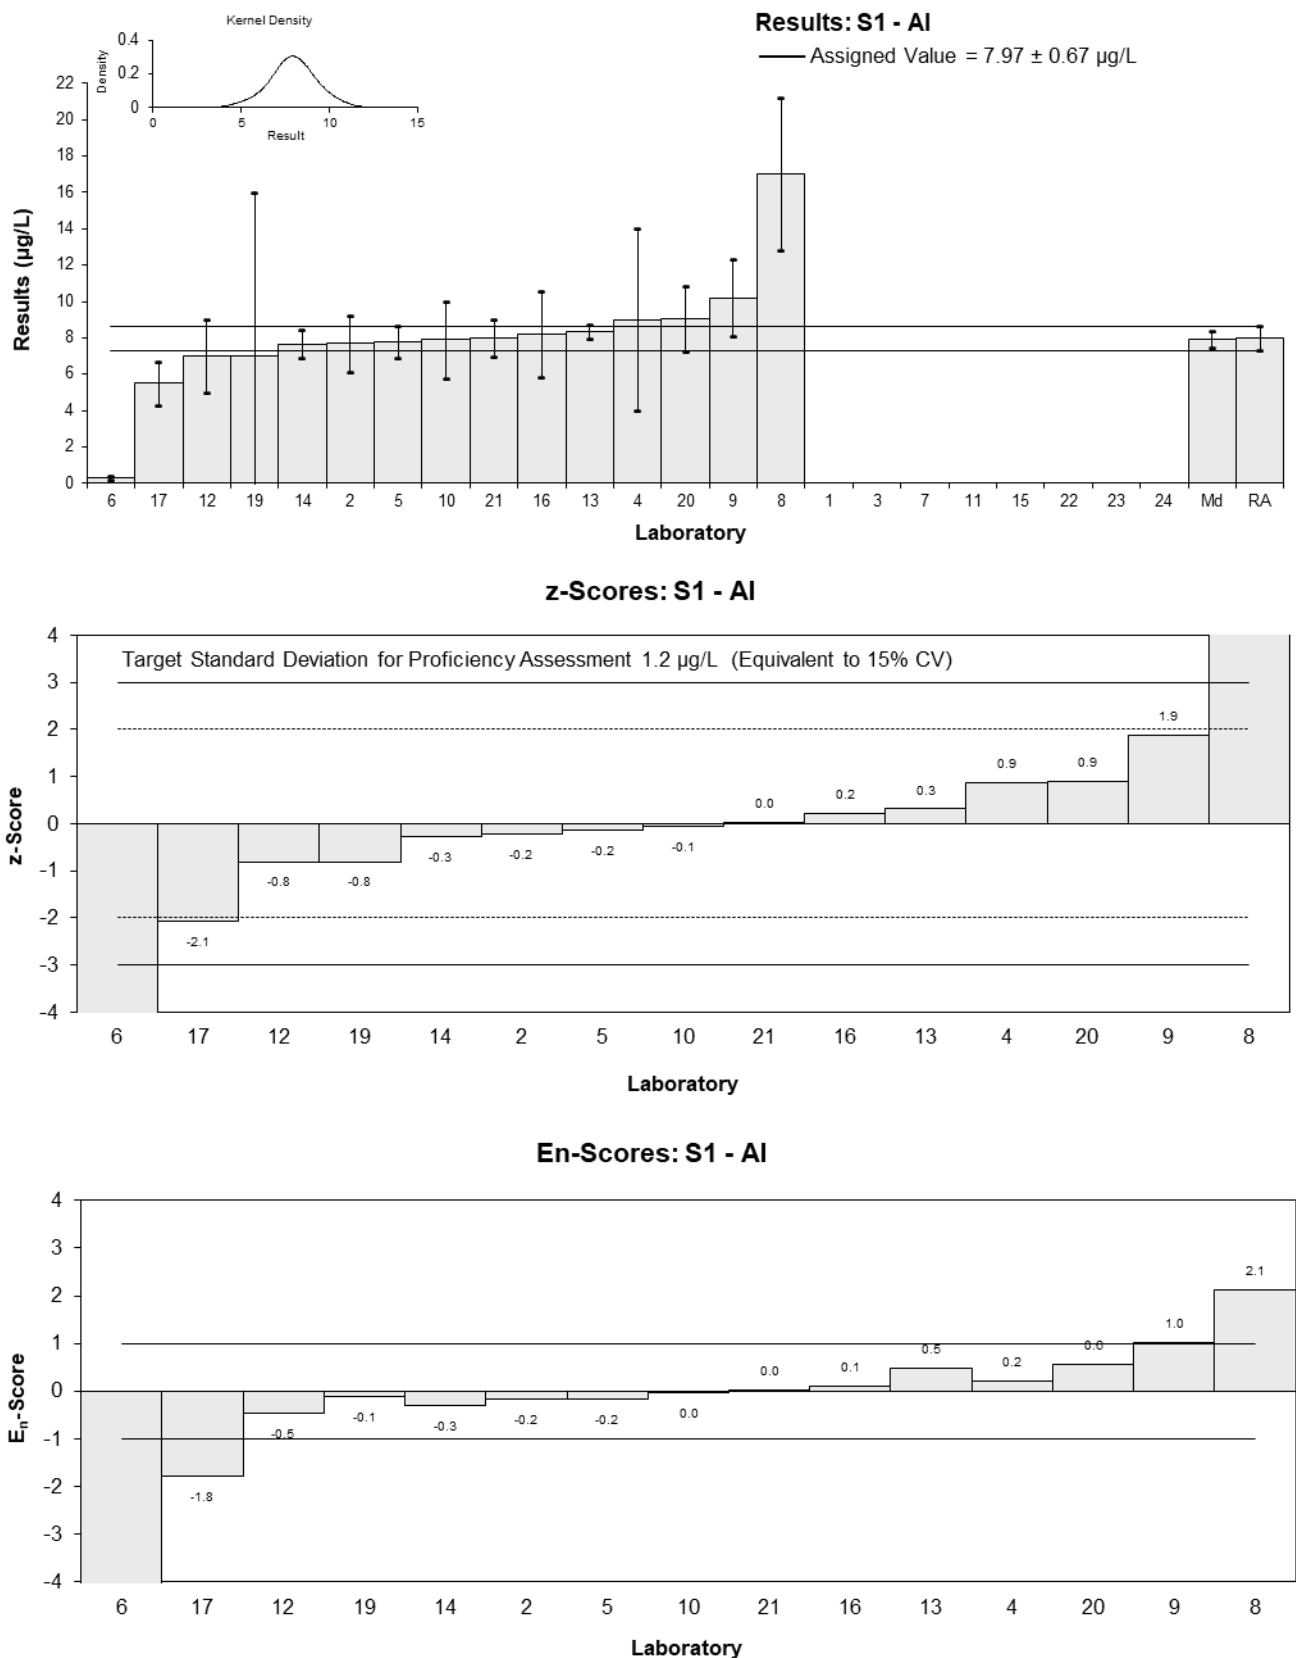 Kernel Density
0.4
0.2
0
Density
0 5 10 15
Result
Results: S1 - Al
Assigned Value = 7.97 ± 0.67 µg/L
22
20
18
16
14
12
10
8
6
4
2
0
Results (µg/L)
6 17 12 19 14 2 5 10 21 16 13 4 20 9 8 1 3 7 11 15 22 23 24 Md RA
Laboratory
z-Scores: S1 - Al
Target Standard Deviation for Proficiency Assessment 1.2 µg/L (Equivalent to 15% CV)
4
3
2
1
0
-1
-2
-3
-4
z-Score
-2.1 -0.8 -0.8 -0.3 -0.2 -0.2 -0.1 0.0 0.2 0.3 0.9 0.9 1.9
6 17 12 19 14 2 5 10 21 16 13 4 20 9 8
Laboratory
En-Scores: S1 - Al
4
3
2
1
0
-1
-2
-3
-4
En-Score
-1.8 -0.5 -0.1 -0.3 -0.2 -0.2 0.0 0.0 0.1 0.5 0.2 1.0 2.1
6 17 12 19 14 2 5 10 21 16 13 4 20 9 8
Laboratory